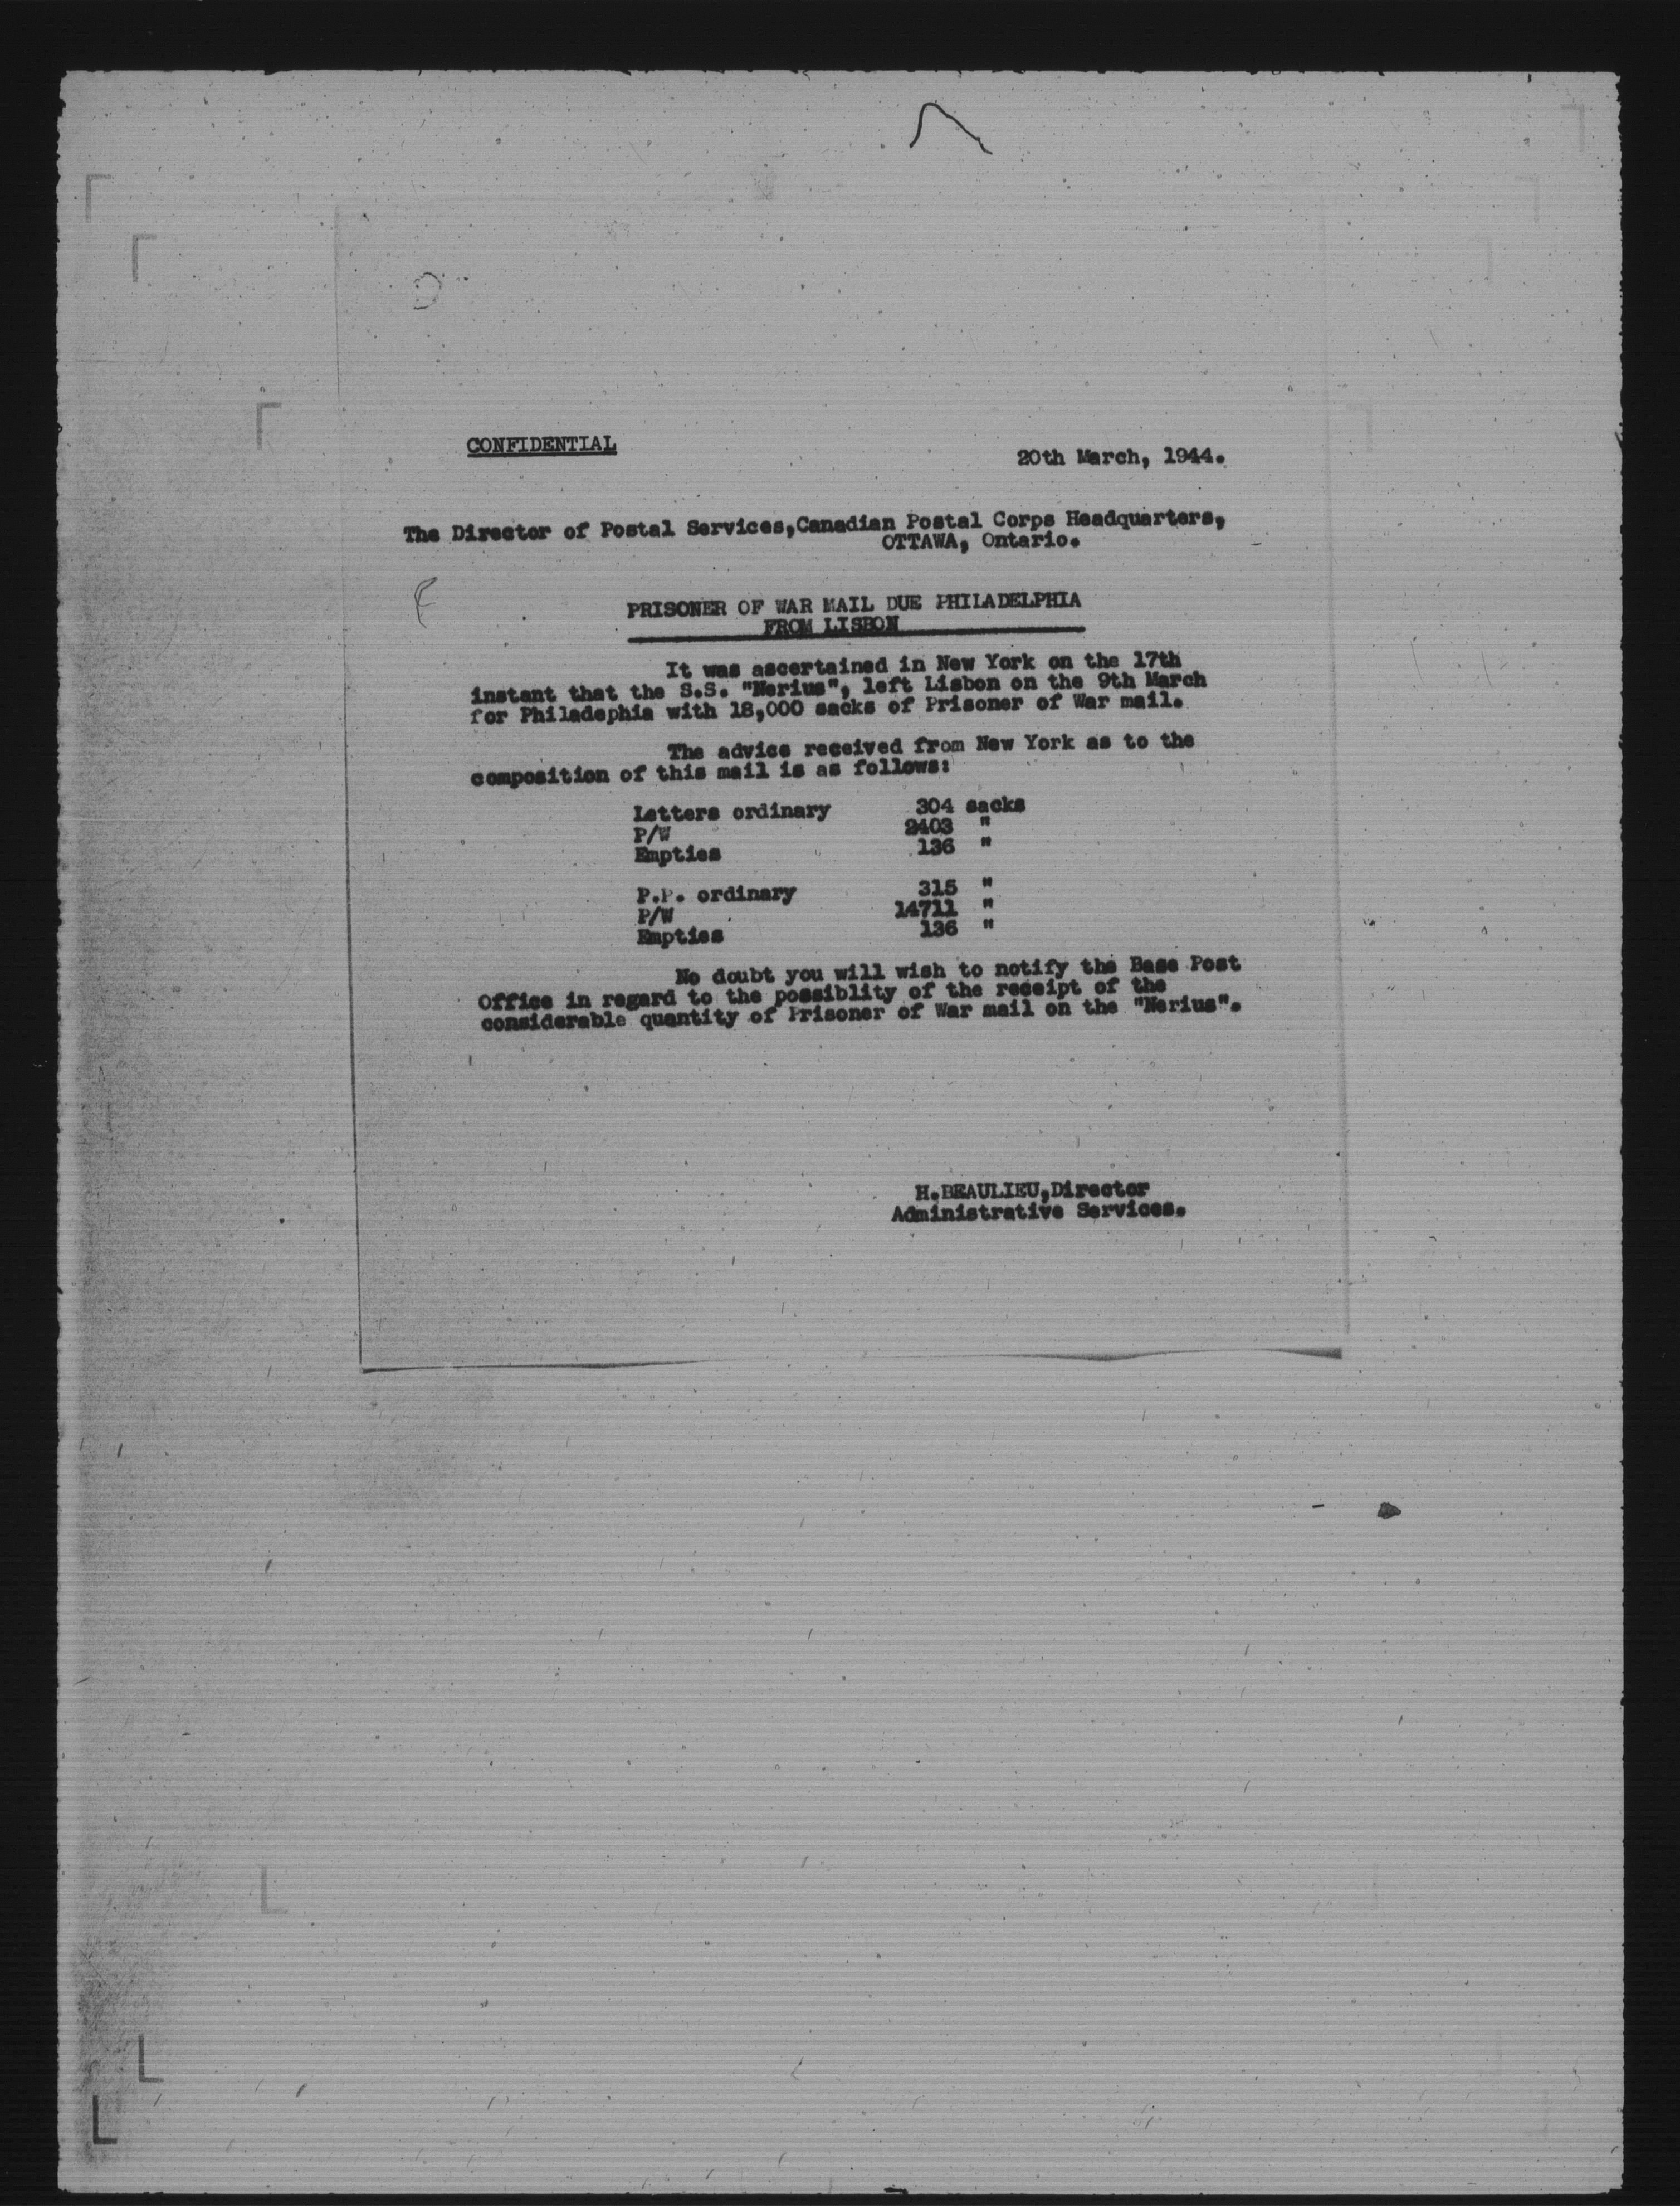 CONFIDENTIAL
20th March, 1944.
The Director of Postal Services,Canadian Postal Corps Headquarters,
OTTAWA, Ontario.
PRISONER OF WAR MAIL DUE PHILADELPHIA
FROM LISBON
It was ascertained in New York on the 17th
instant that the S.S. "Nerius", left Lisbon on the 9th March
for Philadephia with 18,000 sacks of Prisoner of War mail.
The advice received from New York as to the
composition of this mail is as follows:
Letters ordinary 304 sacks
P/W 2403 "
Empties 136 "
P.P. ordinary 315 "
P/W 14711 "
Empties 136 "
No doubt you will wish to notify the Base Post
Office in regard to the possiblity of the receipt of the
considerable quantity of Prisoner of War mail on the "Nerius".
H.BEAULIEU,Director
Administrative Services.